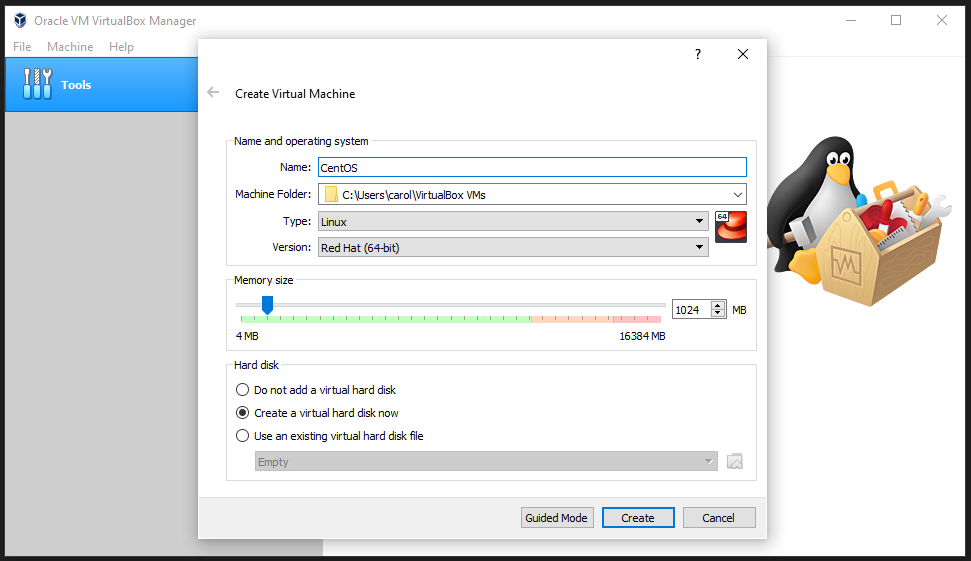 Oracle VM VirtualBox Manager
File Machine Help
Tools
?
Create Virtual Machine
Name and operating system
Name: CentOS
Machine Folder: C:\Users\carol\VirtualBox VMs
Type: Linux
64
Version: Red Hat (64-bit)
Memory size
1024 MB
4 MB 16384 MB
Hard disk
Do not add a virtual hard disk
Create a virtual hard disk now
Use an existing virtual hard disk file
Empty
Guided Mode Create Cancel